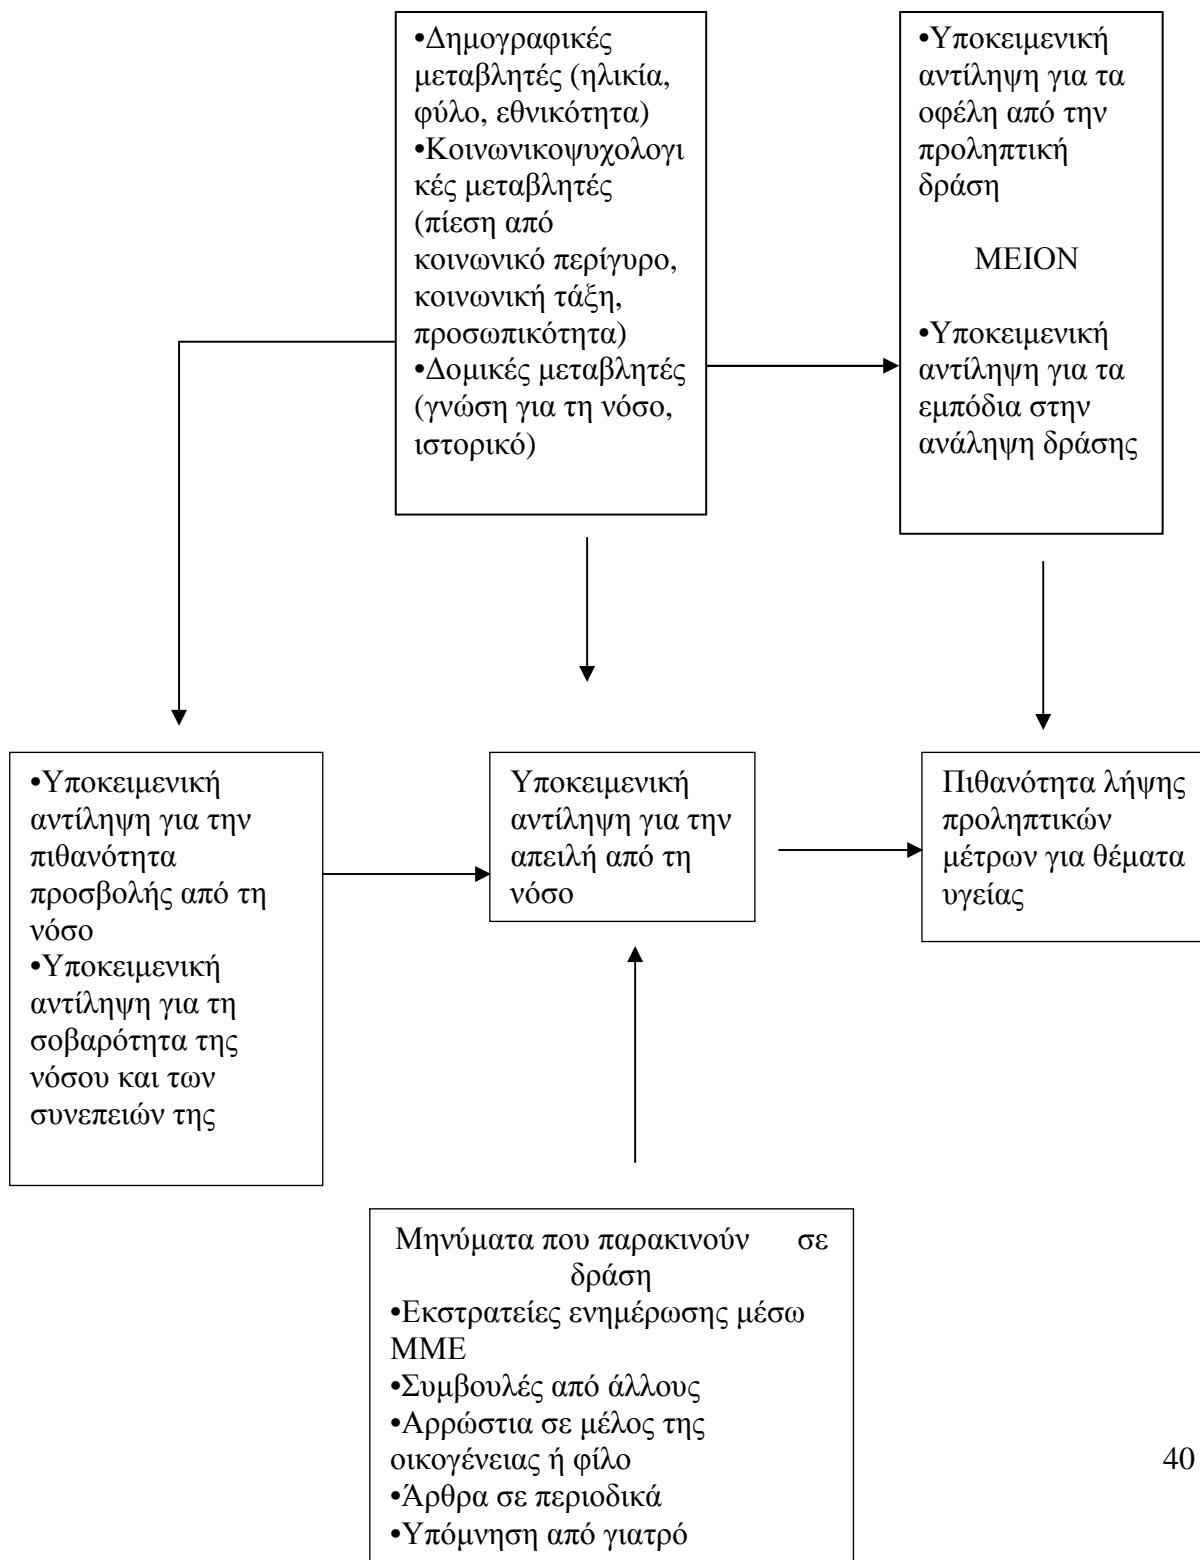 •Δημογραφικές
μεταβλητές (ηλικία,
φύλο, εθνικότητα)
•Κοινωνικοψυχολογι
κές μεταβλητές
(πίεση από
κοινωνικό περίγυρο,
κοινωνική τάξη,
προσωπικότητα)
•Δομικές μεταβλητές
(γνώση για τη νόσο,
ιστορικό)
•Υποκειμενική
αντίληψη για τα
οφέλη από την
προληπτική
δράση
ΜΕΙΟΝ
•Υποκειμενική
αντίληψη για τα
εμπόδια στην
ανάληψη δράσης
•Υποκειμενική
αντίληψη για την
πιθανότητα
προσβολής από τη
νόσο
•Υποκειμενική
αντίληψη για τη
σοβαρότητα της
νόσου και των
συνεπειών της
Υποκειμενική
αντίληψη για την
απειλή από τη
νόσο
Πιθανότητα λήψης
προληπτικών
μέτρων για θέματα
υγείας
Μηνύματα που παρακινούν σε
δράση
•Εκστρατείες ενημέρωσης μέσω
ΜΜΕ
•Συμβουλές από άλλους
•Αρρώστια σε μέλος της
οικογένειας ή φίλο
•Άρθρα σε περιοδικά
•Υπόμνηση από γιατρό
40